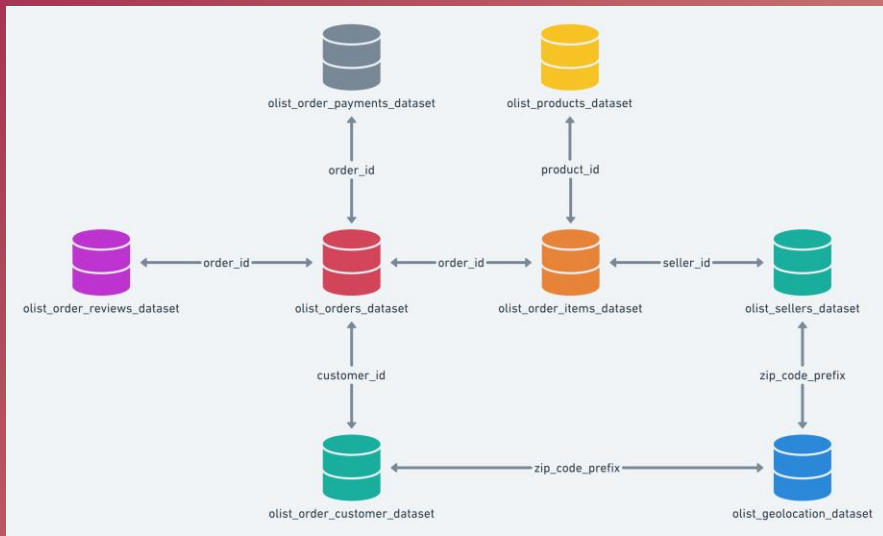 olist_order_payments_dataset
olist_products_dataset
order_id
product_id
order_id
order_id
seller_id
olist_order_reviews_dataset
olist_orders_dataset
olist_order_items_dataset
olist_sellers_dataset
customer_id
zip_code_prefix
zip_code_prefix
olist_order_customer_dataset
olist_geolocation_dataset